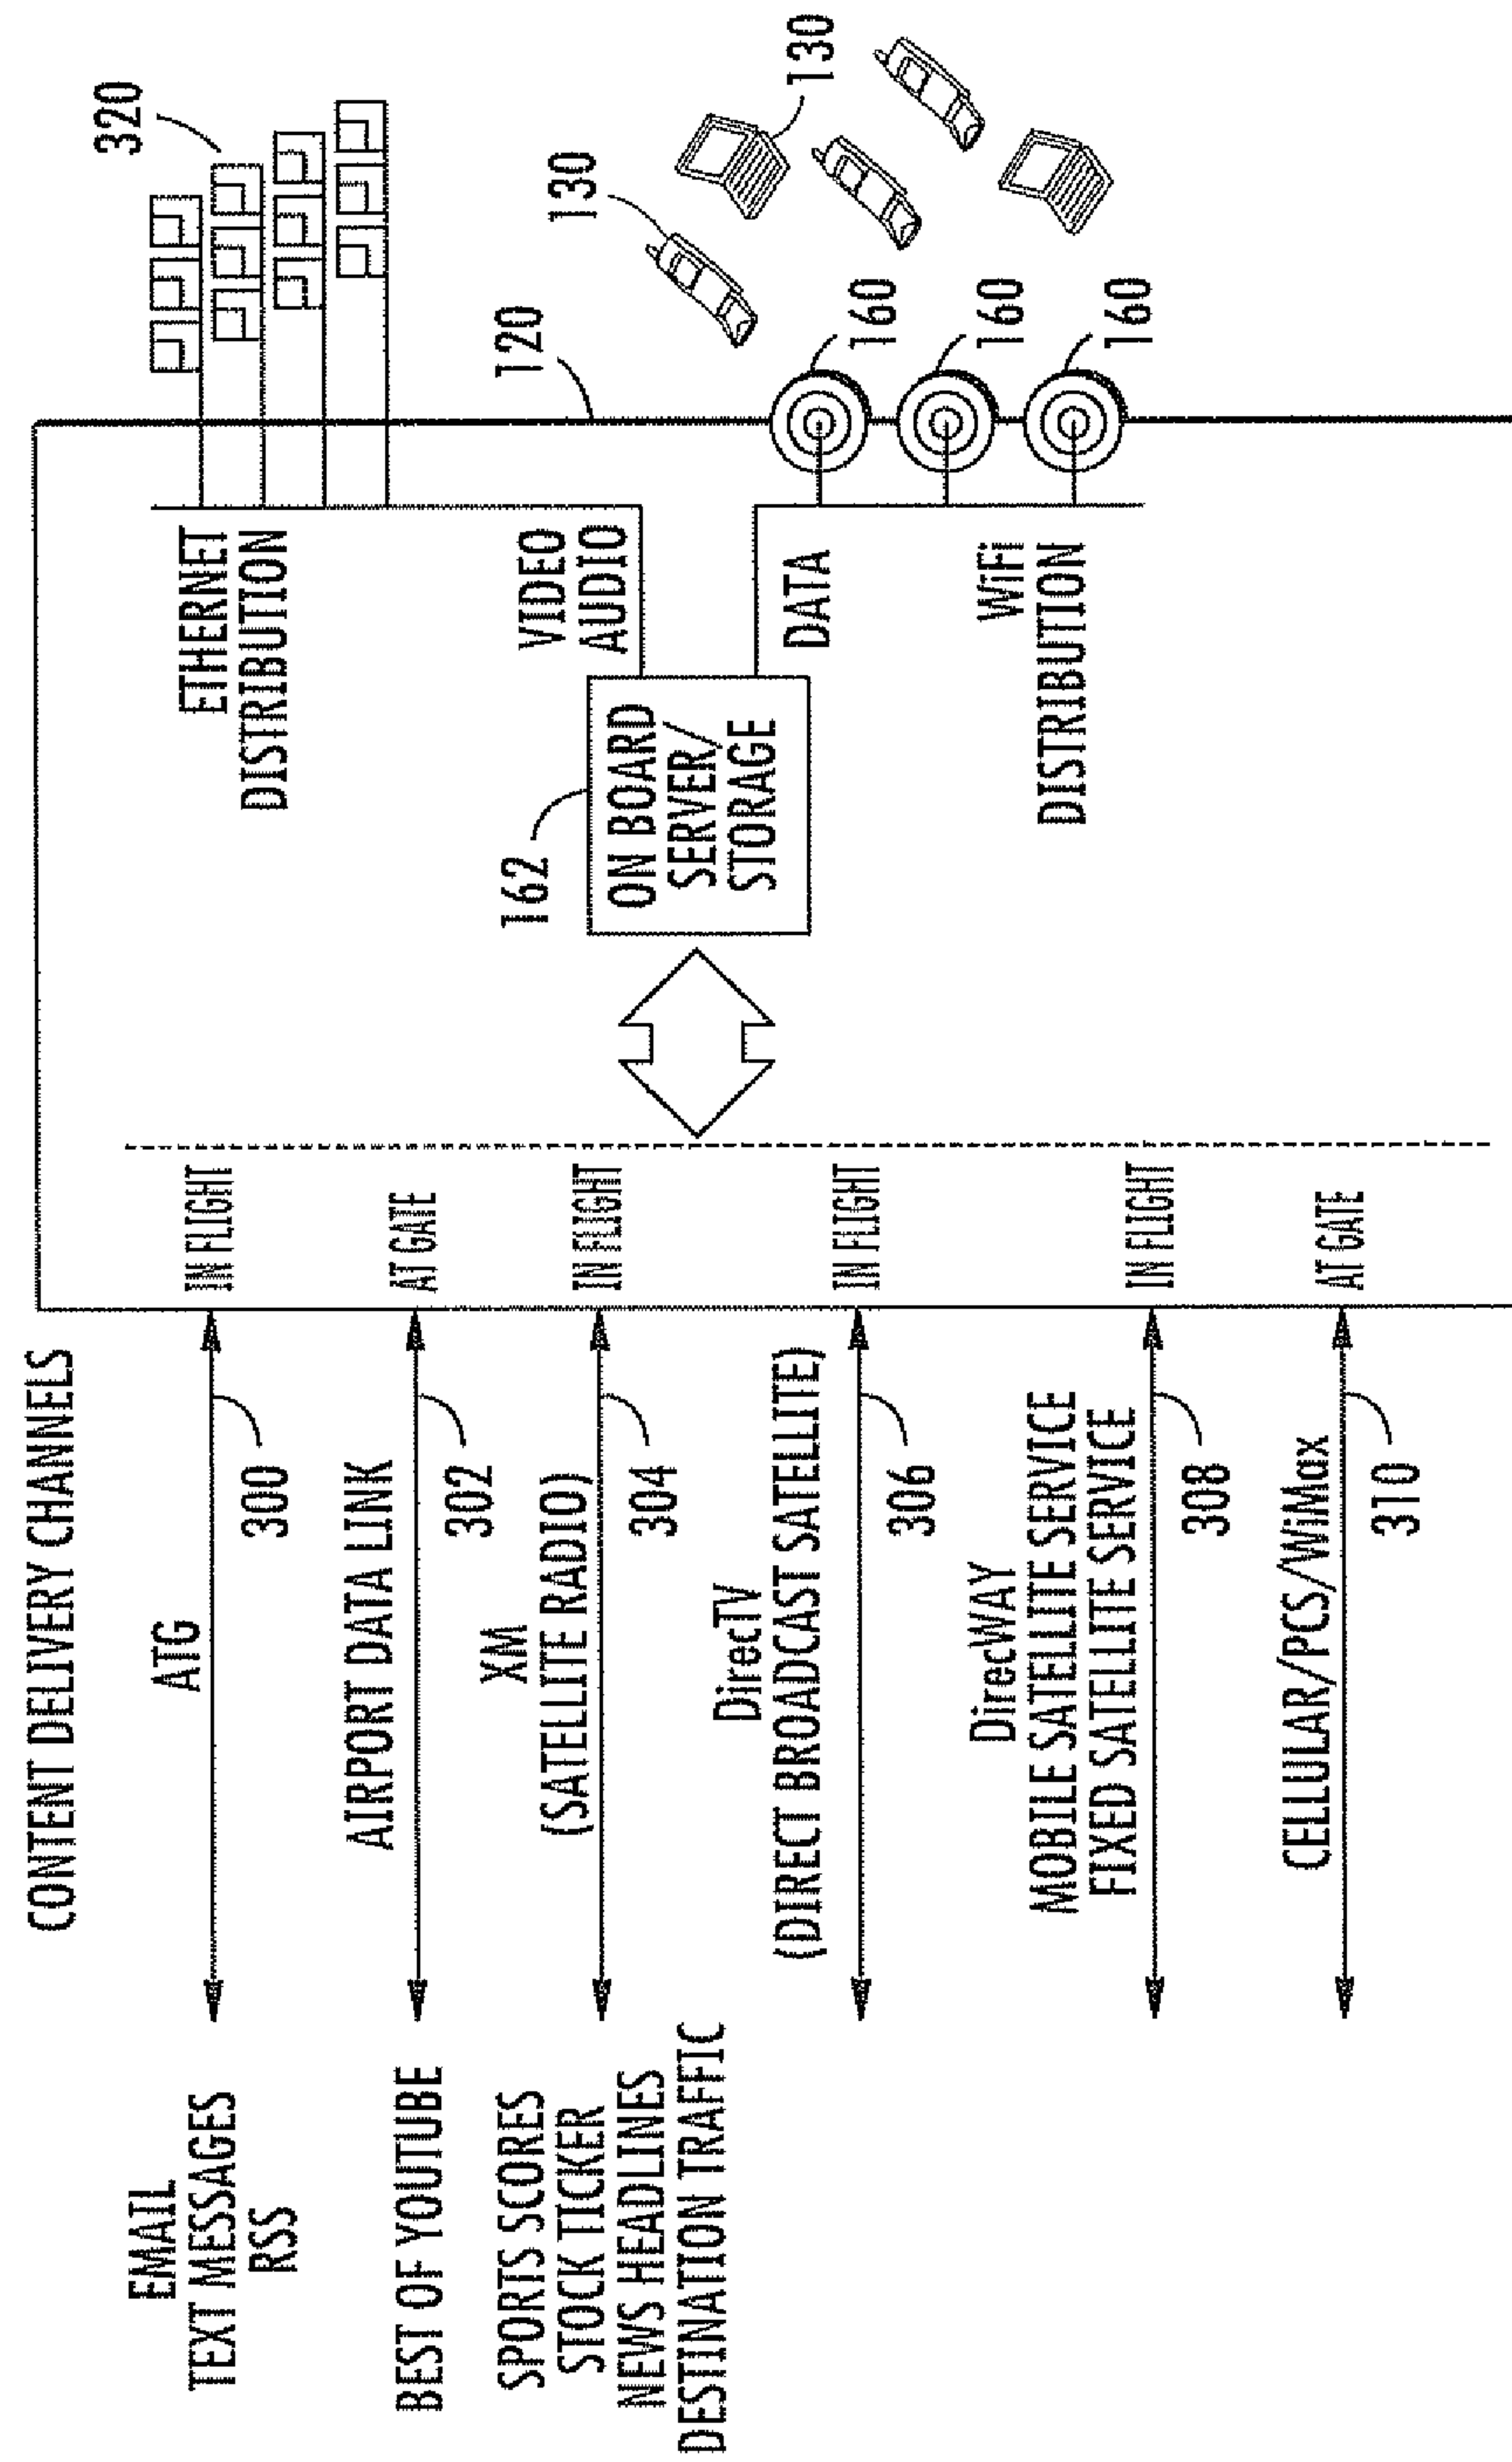 CONTENT DELIVERY CHANNELS
EMAIL
TEXT MESSAGES
RSS
ATG
300
IN FLIGHT
BEST OF YOUTUBE
AIRPORT DATA LINK
302
AT GATE
SPORTS SCORES
STOCK TICKER
NEWS HEADLINES
DESTINATION TRAFFIC
XM
(SATELLITE RADIO)
304
IN FLIGHT
DirecTV
(DIRECT BROADCAST SATELLITE)
306
IN FLIGHT
DirecWAY
MOBILE SATELLITE SERVICE
FIXED SATELLITE SERVICE
308
IN FLIGHT
CELLULAR/PCS/WiMax
310
AT GATE
162
ON BOARD
SERVER/
STORAGE
ETHERNET
DISTRIBUTION
VIDEO
AUDIO
DATA
WiFi
DISTRIBUTION
320
120
130
130
160
160
160